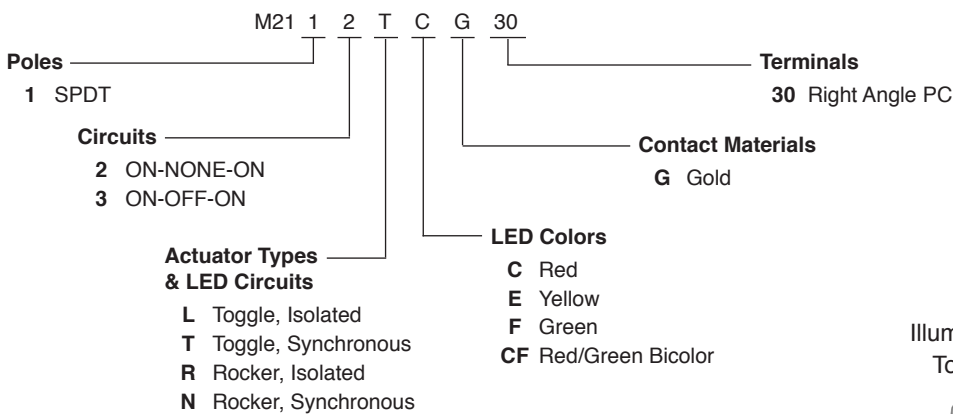 M21 1 2 T C G 30
Poles
1 SPDT
Circuits
2 ON-NONE-ON
3 ON-OFF-ON
Actuator Types
& LED Circuits
L Toggle, Isolated
T Toggle, Synchronous
R Rocker, Isolated
N Rocker, Synchronous
LED Colors
C Red
E Yellow
F Green
CF Red/Green Bicolor
Contact Materials
G Gold
Terminals
30 Right Angle PC
Illum
To